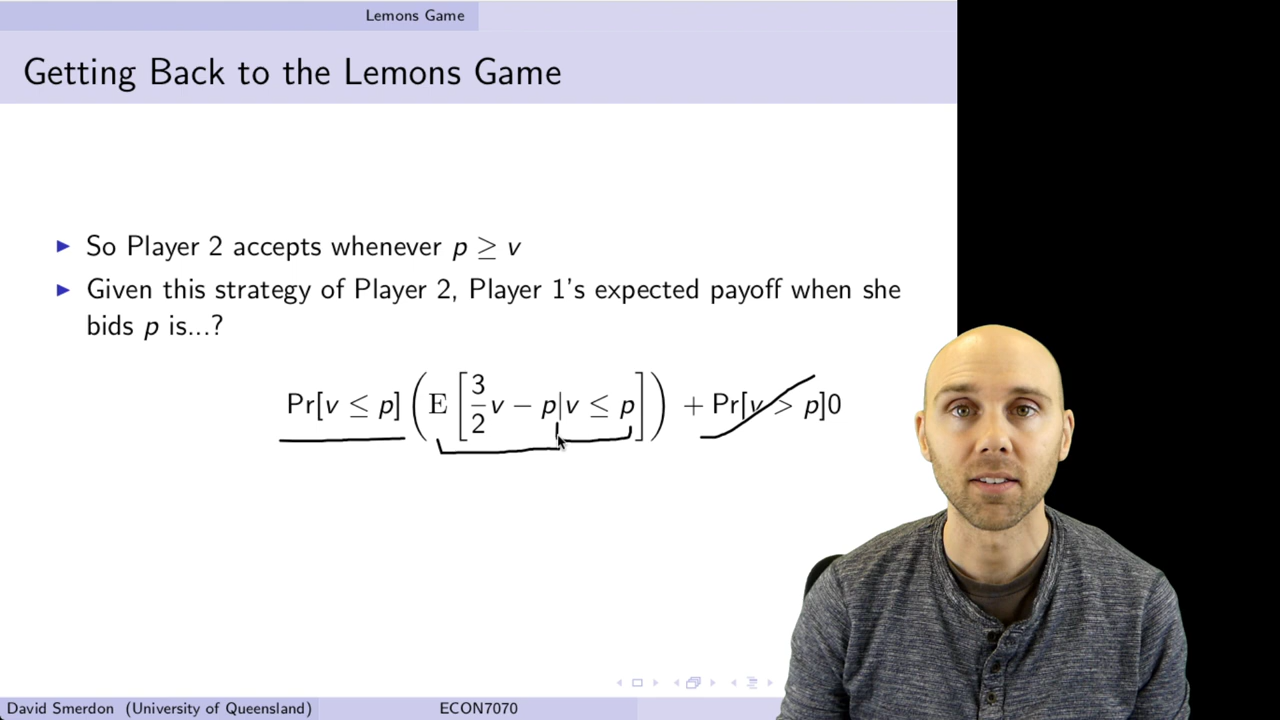 Lemons Game
Getting Back to the Lemons Game
So Player 2 accepts whenever p ≥ v
Given this strategy of Player 2, Player 1's expected payoff when she
bids p is...?
Pr[v ≤ p] (E [3/2 v − p|v ≤ p]) + Pr[v > p]0
David Smerdon (University of Queensland) ECON7070